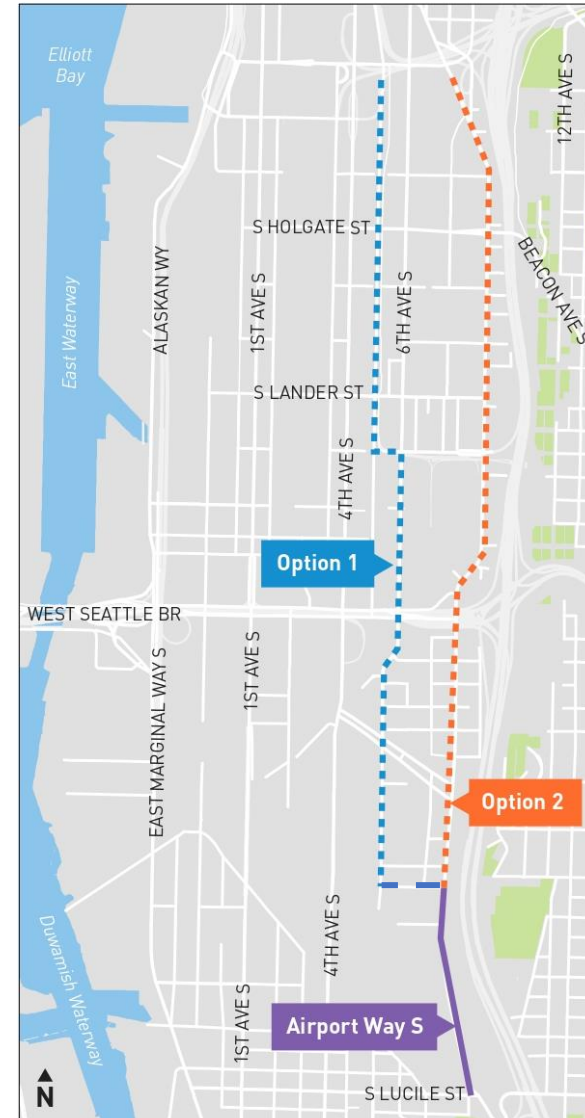 Elliott
Bay
12TH AVE S
S HOLGATE ST
BEACON AVE S
East Waterway
ALASKAN WY
1ST AVE S
6TH AVE S
S LANDER ST
4TH AVE S
Option 1
WEST SEATTLE BR
EAST MARGINAL WAY S
1ST AVE S
Option 2
4TH AVE S
Duwamish Waterway
1ST AVE S
Airport Way S
N
S LUCILE ST